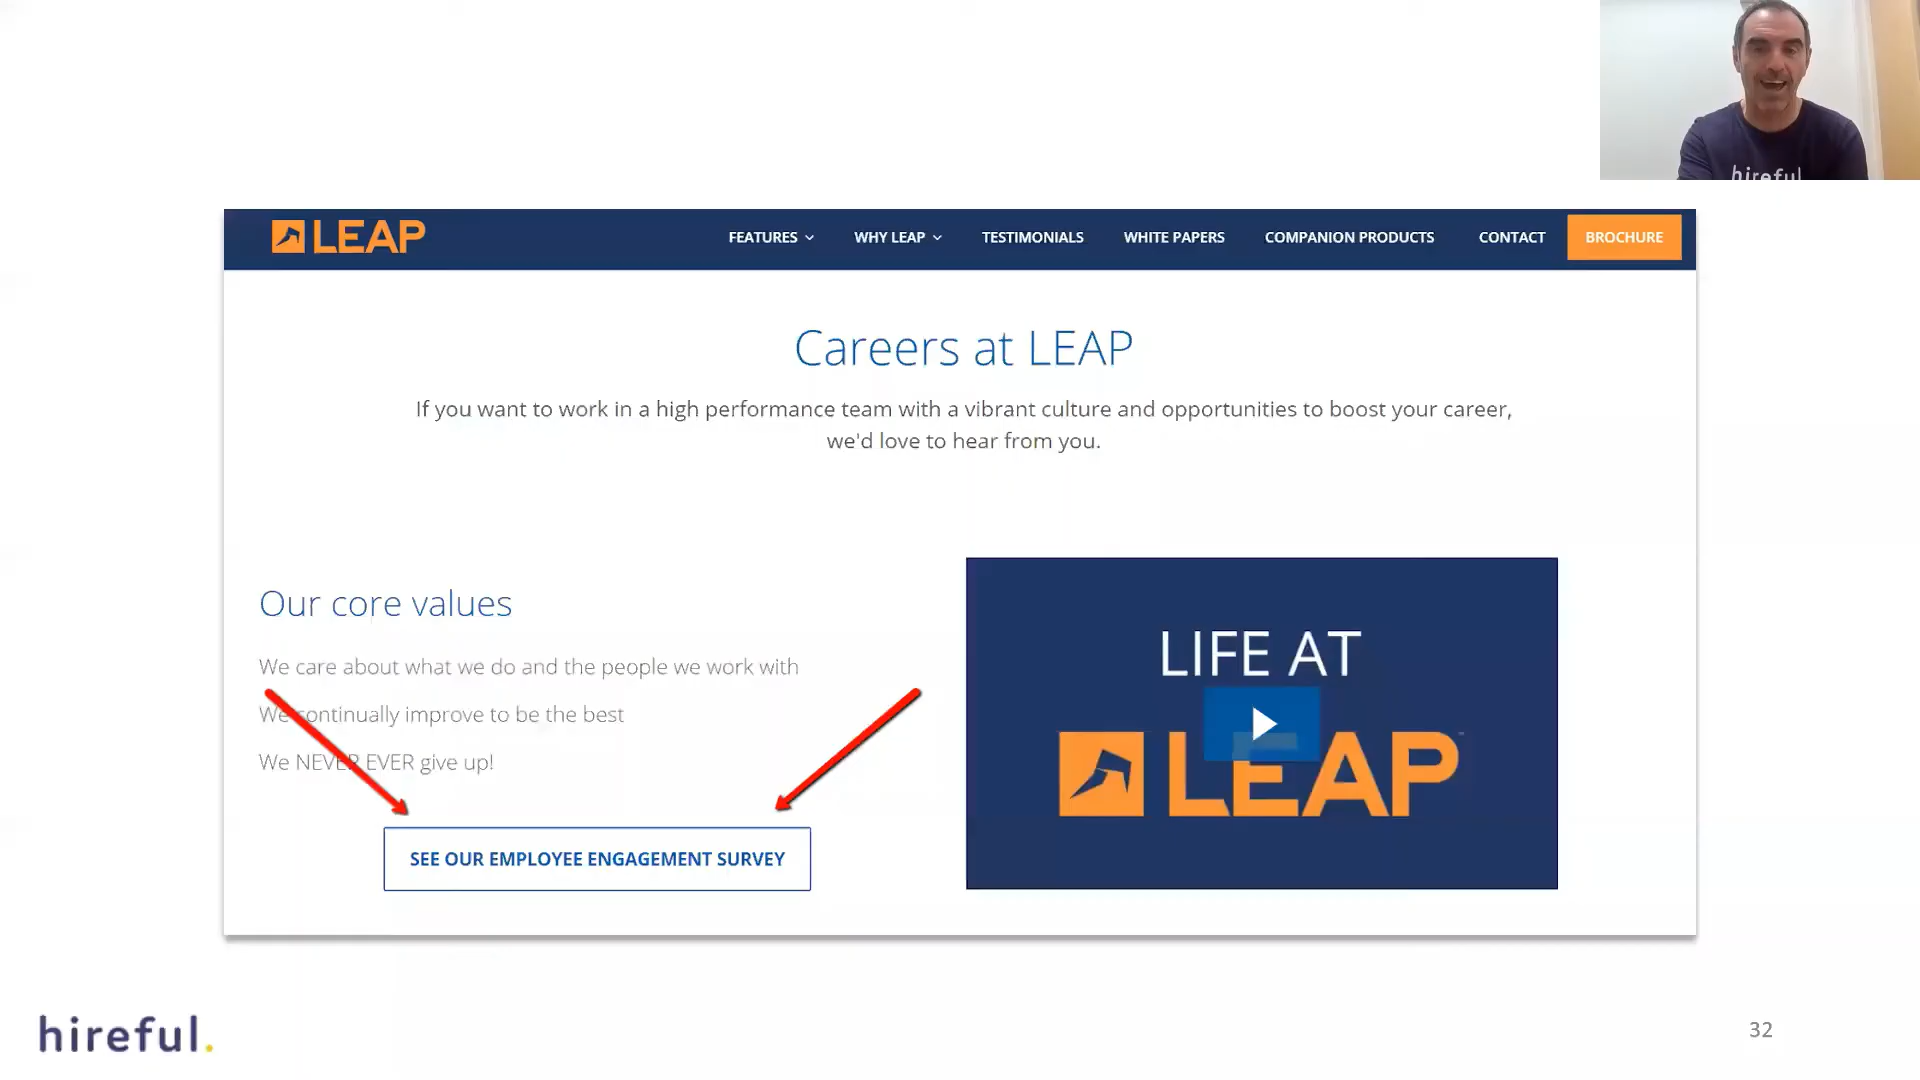 hireful
LEAP
FEATURES
WHY LEAP
TESTIMONIALS
WHITE PAPERS
COMPANION PRODUCTS
CONTACT
BROCHURE
Careers at LEAP
If you want to work in a high performance team with a vibrant culture and opportunities to boost your career,
we'd love to hear from you.
Our core values
We care about what we do and the people we work with
We continually improve to be the best
We NEVER EVER give up!
SEE OUR EMPLOYEE ENGAGEMENT SURVEY
LIFE AT
LEAP
hireful.
32